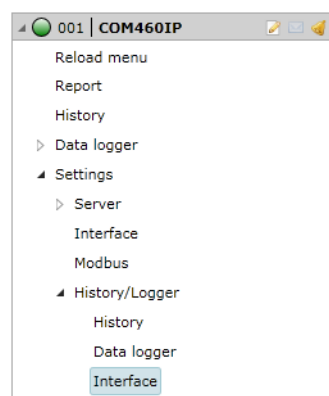 001 | COM460IP
Reload menu
Report
History
Data logger
Settings
Server
Interface
Modbus
History/Logger
History
Data logger
Interface